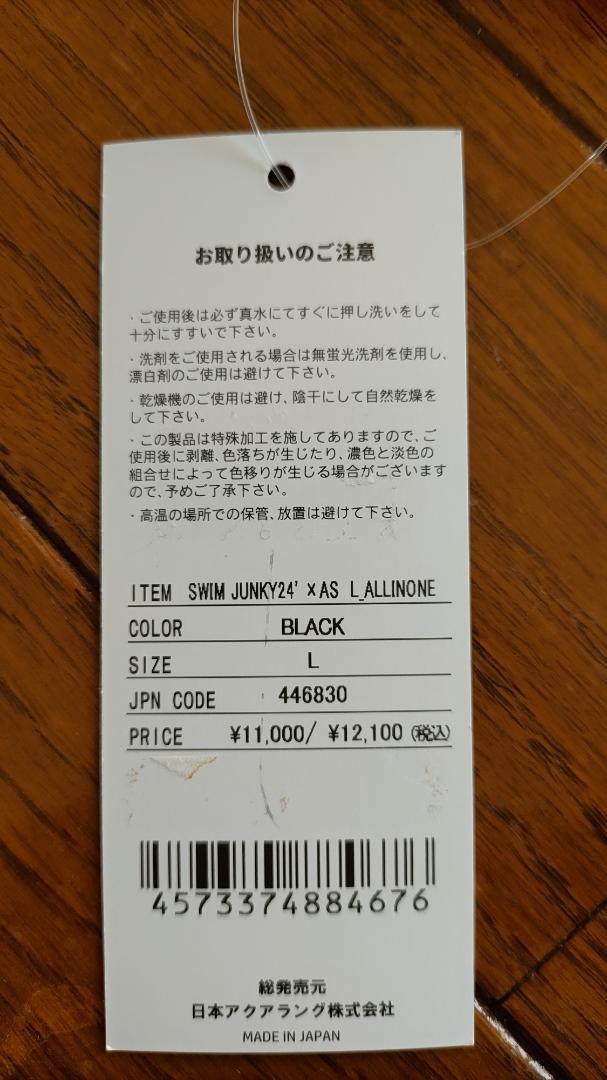 お取り扱いのご注意
・ご使用後は必ず真水にてすぐに押し洗いをして
十分にすすいで下さい。
・洗剤をご使用される場合は無蛍光洗剤を使用し、
漂白剤のご使用は避けて下さい。
・乾燥機のご使用は避け、陰干にして自然乾燥を
して下さい。
・この製品は特殊加工を施してありますので、ご
使用後に剥離、色落ちが生じたり、濃色と淡色の
組合せによって色移りが生じる場合がございます
ので、予めご了承下さい。
・高温の場所での保管、放置は避けて下さい。
ITEM SWIM JUNKY24' ×AS L_ALLINONE
COLOR BLACK
SIZE L
JPN CODE 446830
PRICE ¥11,000/ ¥12,100 (税込)
4573374884676
総発売元
日本アクアラング株式会社
MADE IN JAPAN